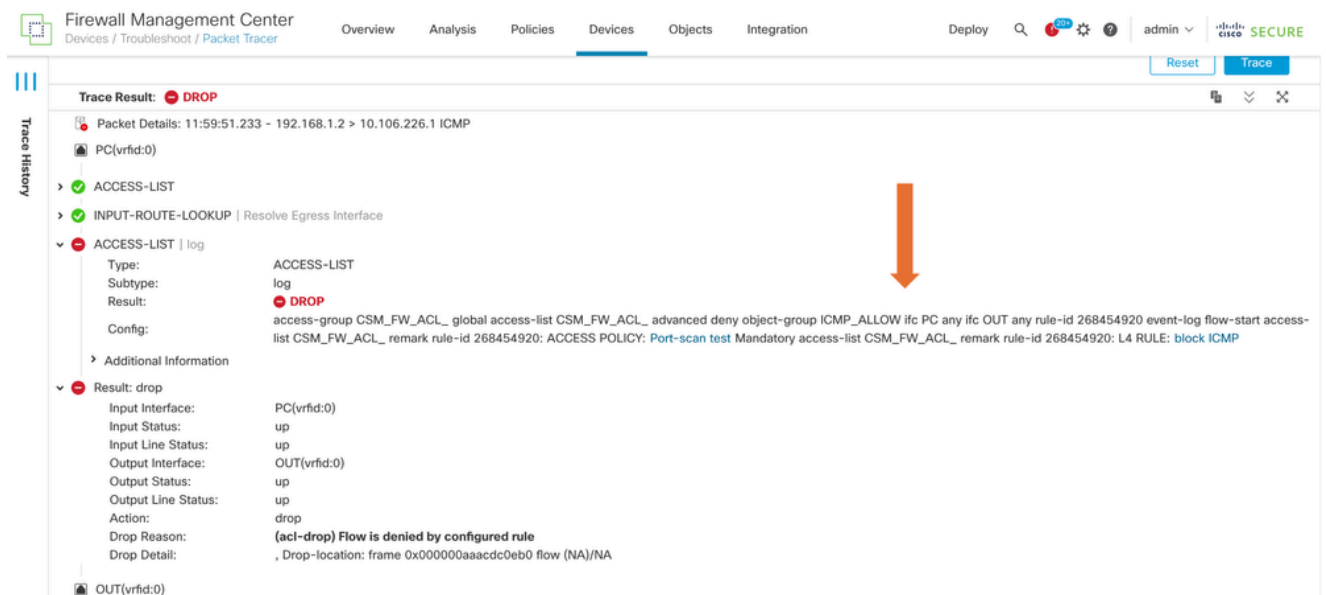 Firewall Management Center
Devices / Troubleshoot / Packet Tracer
Overview Analysis Policies Devices Objects Integration Deploy 20+ admin cisco SECURE
Reset Trace
Trace Result: DROP
Trace History
Packet Details: 11:59:51.233 - 192.168.1.2 > 10.106.226.1 ICMP
PC(vrfid:0)
ACCESS-LIST
INPUT-ROUTE-LOOKUP | Resolve Egress Interface
ACCESS-LIST | log
Type: ACCESS-LIST
Subtype: log
Result: DROP
Config: access-group CSM_FW_ACL_ global access-list CSM_FW_ACL_ advanced deny object-group ICMP_ALLOW ifc PC any ifc OUT any rule-id 268454920 event-log flow-start access-
list CSM_FW_ACL_ remark rule-id 268454920: ACCESS POLICY: Port-scan test Mandatory access-list CSM_FW_ACL_ remark rule-id 268454920: L4 RULE: block ICMP
Additional Information
Result: drop
Input Interface: PC(vrfid:0)
Input Status: up
Input Line Status: up
Output Interface: OUT(vrfid:0)
Output Status: up
Output Line Status: up
Action: drop
Drop Reason: (acl-drop) Flow is denied by configured rule
Drop Detail: , Drop-location: frame 0x000000aaacdc0eb0 flow (NA)/NA
OUT(vrfid:0)